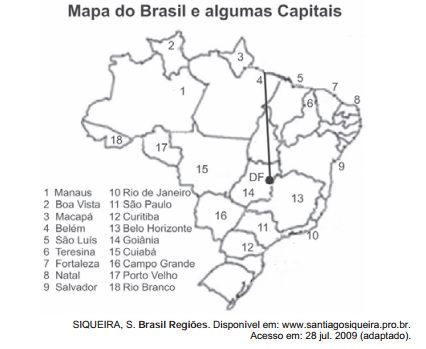 Mapa do Brasil e algumas Capitais
2
3
4
5
7
8
1
6
18
17
9
15
DF
14
13
16
11
10
12
1 Manaus 10 Rio de Janeiro
2 Boa Vista 11 São Paulo
3 Macapá 12 Curitiba
4 Belém 13 Belo Horizonte
5 São Luís 14 Goiânia
6 Teresina 15 Cuiabá
7 Fortaleza 16 Campo Grande
8 Natal 17 Porto Velho
9 Salvador 18 Rio Branco
SIQUEIRA, S. Brasil Regiões. Disponível em: www.santiagosiqueira.pro.br.
Acesso em: 28 jul. 2009 (adaptado).